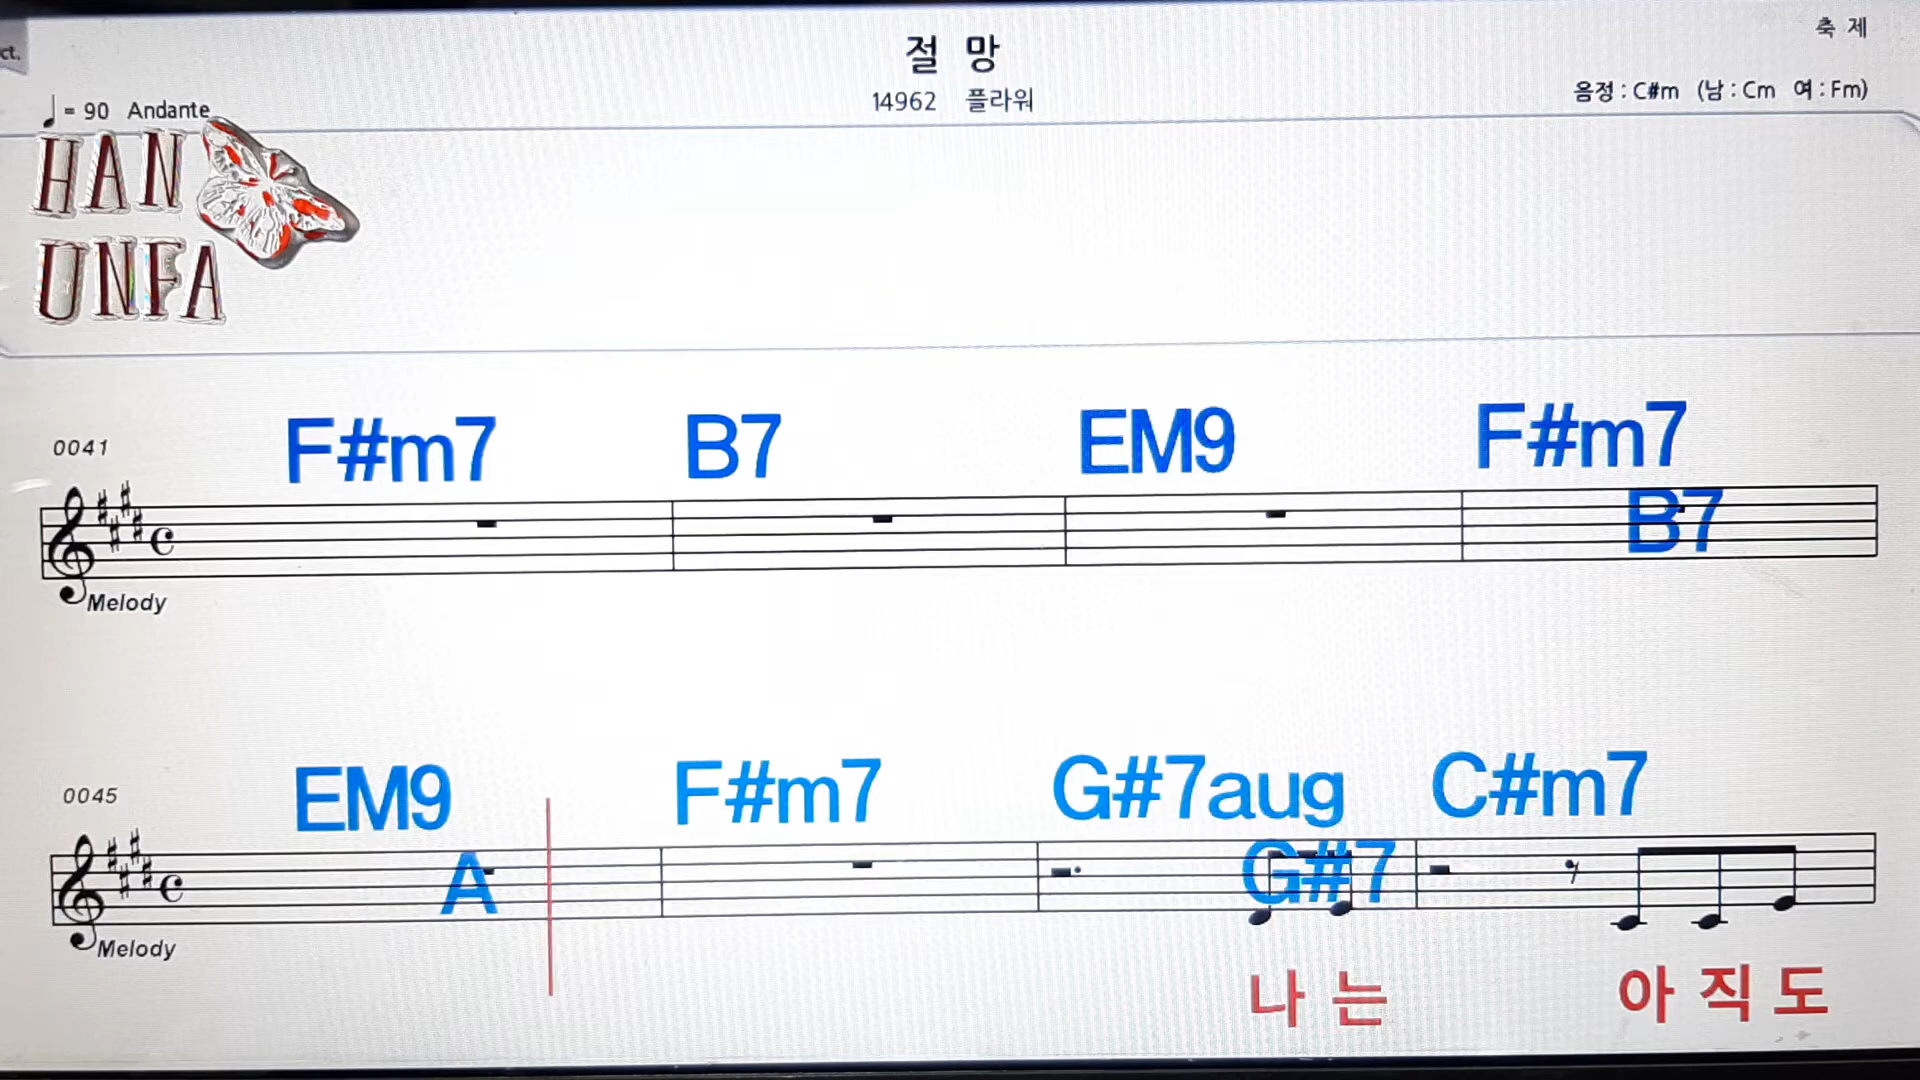 ct.
축 제
절 망
14962 플라워
음정 : C#m (남 : Cm 여 : Fm)
♩ = 90 Andante
HAN
UNFA
0041
F#m7 B7 EM9 F#m7
B7
Melody
0045
EM9 F#m7 G#7aug C#m7
A G#7
Melody
나 는 아 직 도